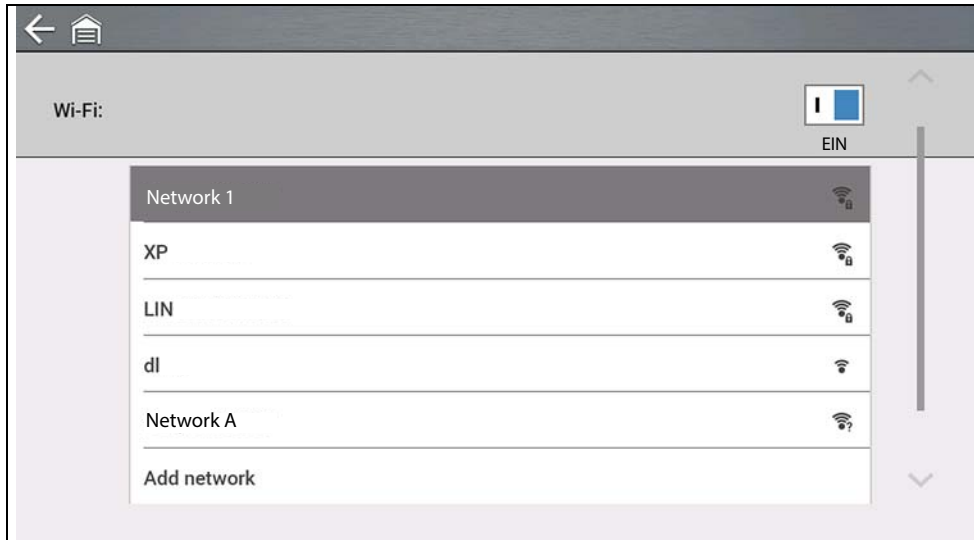 Wi-Fi:
I
EIN
Network 1
XP
LIN
dl
Network A
?
Add network